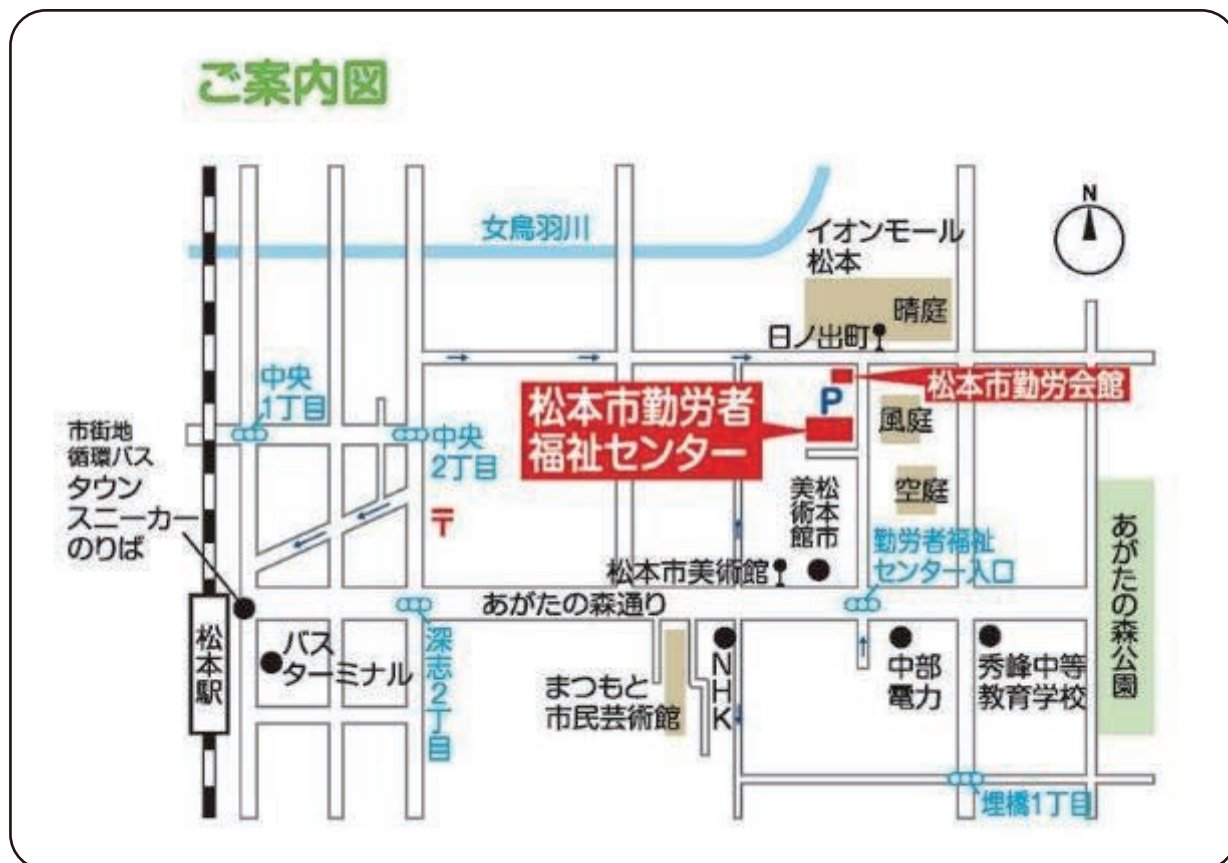 ご案内図
女鳥羽川
イオンモール
松本
N
晴庭
日ノ出町
中央
1丁目
松本市勤労者
福祉センター
P
松本市勤労会館
風庭
市街地
循環バス
タウン
スニーカー
のりば
中央
2丁目
〒
空庭
松本市
美術館
勤労者福祉
センター入口
あがたの森公園
松本市美術館
あがたの森通り
松本駅
バス
ターミナル
深志2丁目
まつもと
市民芸術館
NHK
中部
電力
秀峰中等
教育学校
埋橋1丁目